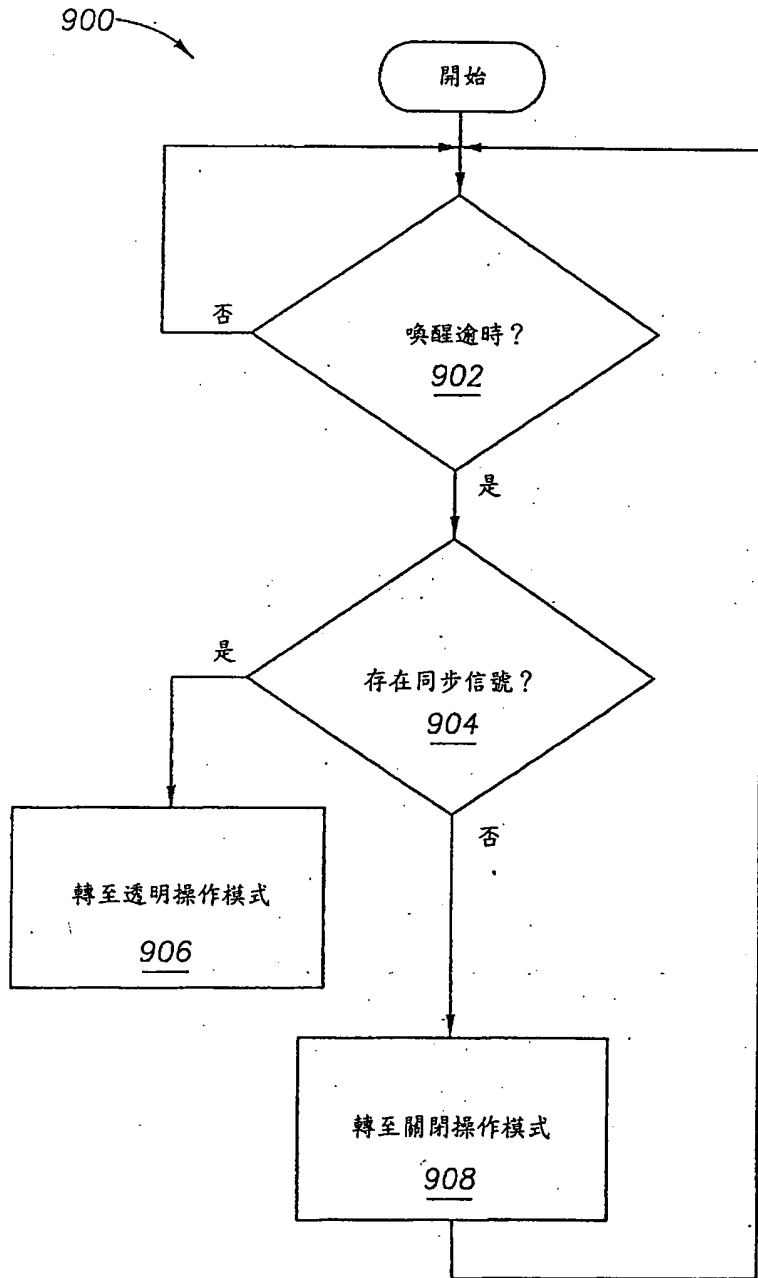 900
開始
否
喚醒逾時？
902
是
是
存在同步信號？
904
否
轉至透明操作模式
906
轉至關閉操作模式
908